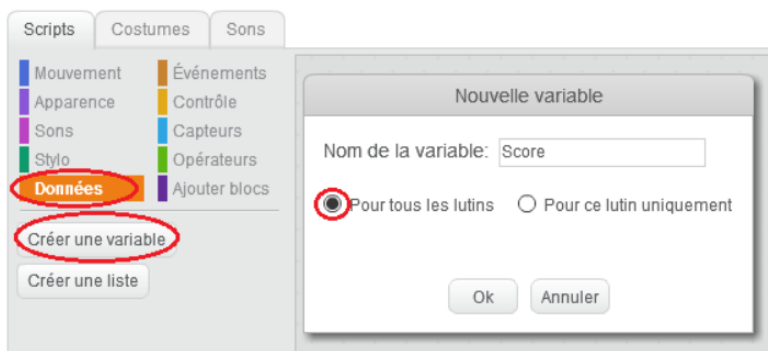 Scripts Costumes Sons
Mouvement Événements
Apparence Contrôle
Sons Capteurs
Stylo Opérateurs
Données Ajouter blocs
Créer une variable
Créer une liste
Nouvelle variable
Nom de la variable: Score
Pour tous les lutins Pour ce lutin uniquement
Ok Annuler